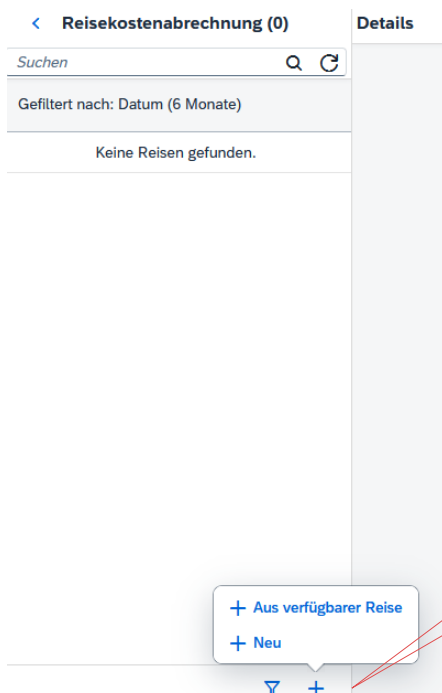 Reisekostenabrechnung (0)
Details
Suchen
Gefiltert nach: Datum (6 Monate)
Keine Reisen gefunden.
Aus verfügbarer Reise
Neu